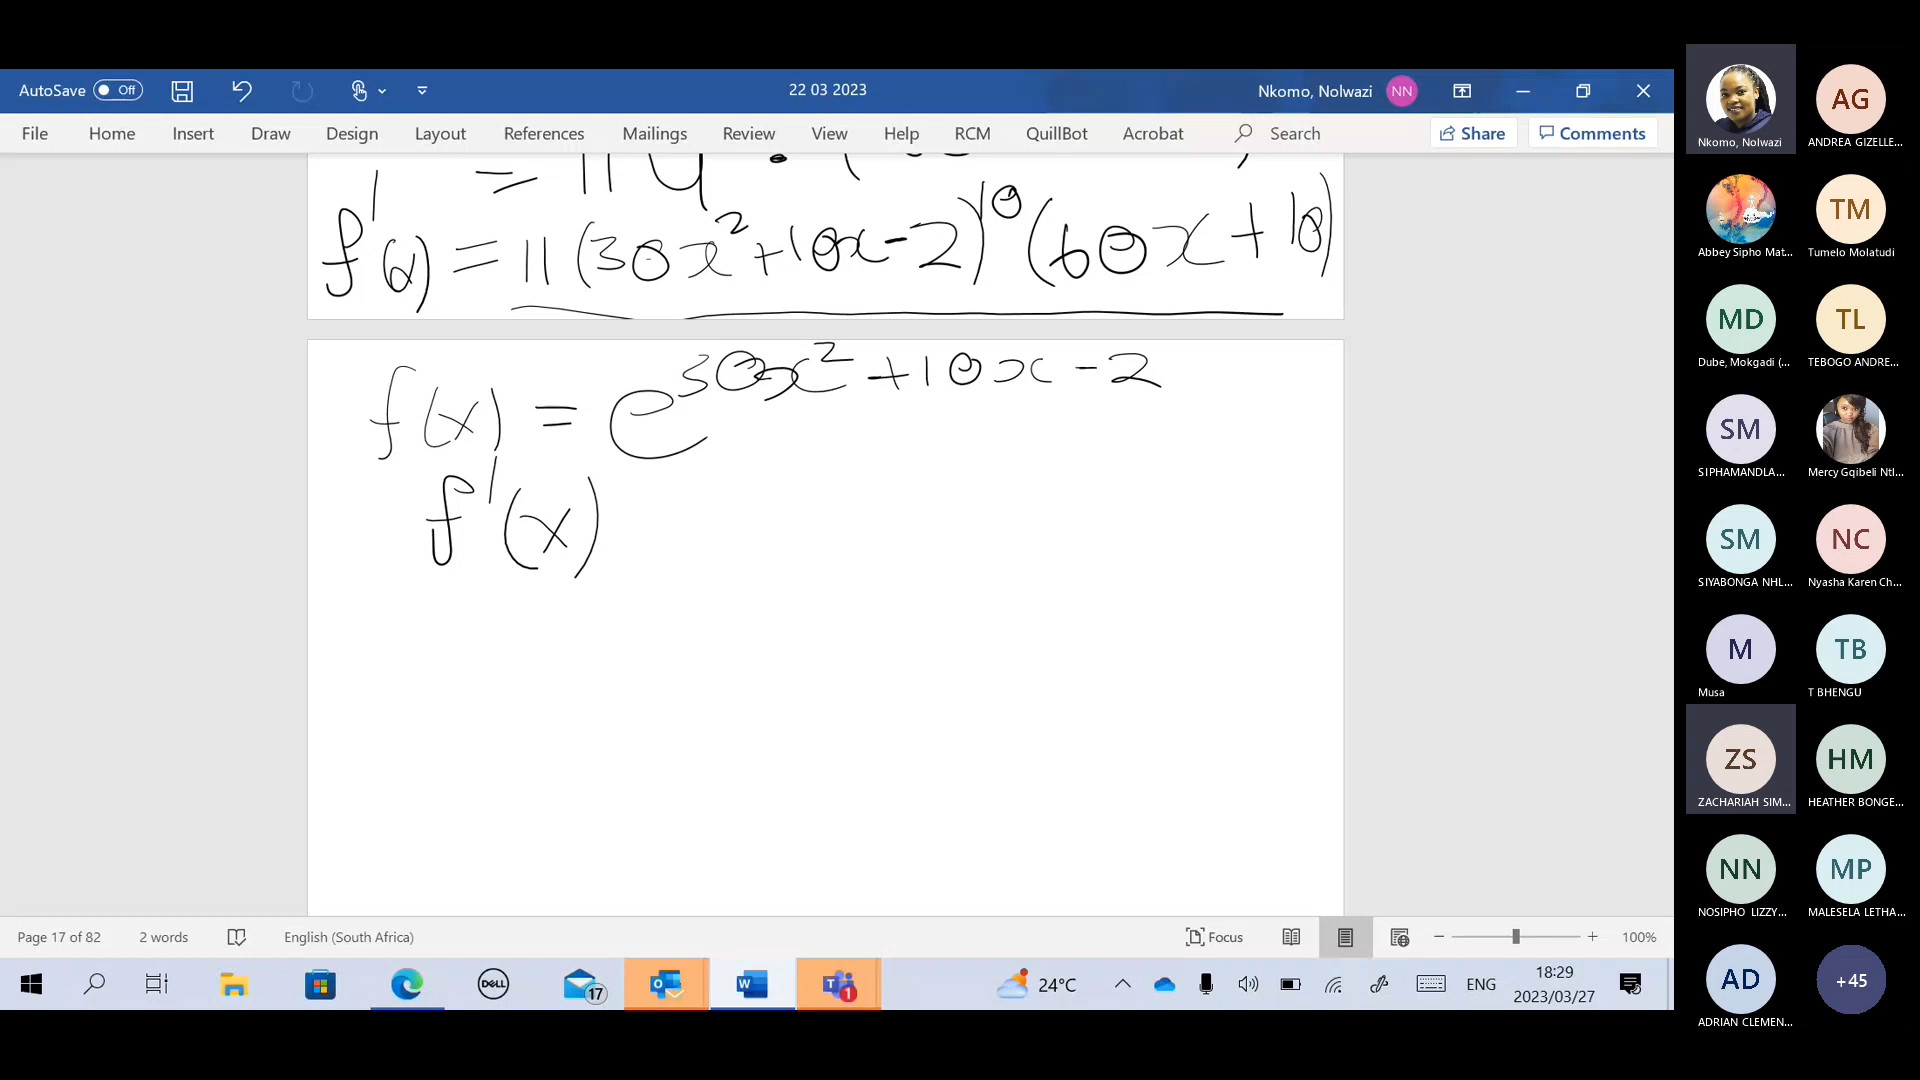 AutoSave Off 22 03 2023 Nkomo, Nolwazi NN
File Home Insert Draw Design Layout References Mailings Review View Help RCM QuillBot Acrobat Search Share Comments
f'(x) = 11(30x²+10x-2)¹⁰(60x+10)
f(x) = e^{30x²+10x-2}
f'(x)
Page 17 of 82 2 words English (South Africa) Focus 100%
DELL 17 1 24°C ENG 18:29
2023/03/27
Nkomo, Nolwazi
AG
ANDREA GIZELLE...
Abbey Sipho Mat...
TM
Tumelo Molatudi
MD
Dube, Mokgadi (...
TL
TEBOGO ANDRE...
SM
SIPHAMANDLA...
Mercy Gqibeli Ntl...
SM
SIYABONGA NHL...
NC
Nyasha Karen Ch...
M
Musa
TB
T BHENGU
ZS
ZACHARIAH SIM...
HM
HEATHER BONGE...
NN
NOSIPHO LIZZY...
MP
MALESELA LETHA...
AD
ADRIAN CLEMEN...
+45